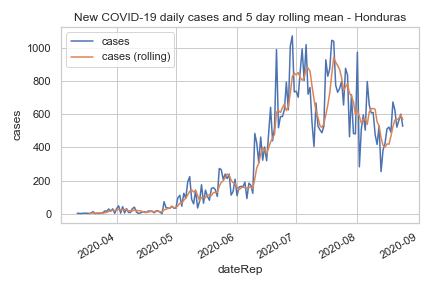 New COVID-19 daily cases and 5 day rolling mean - Honduras
cases
cases (rolling)
1000
800
600
400
200
0
cases
2020-04
2020-05
2020-06
2020-07
2020-08
2020-09
dateRep